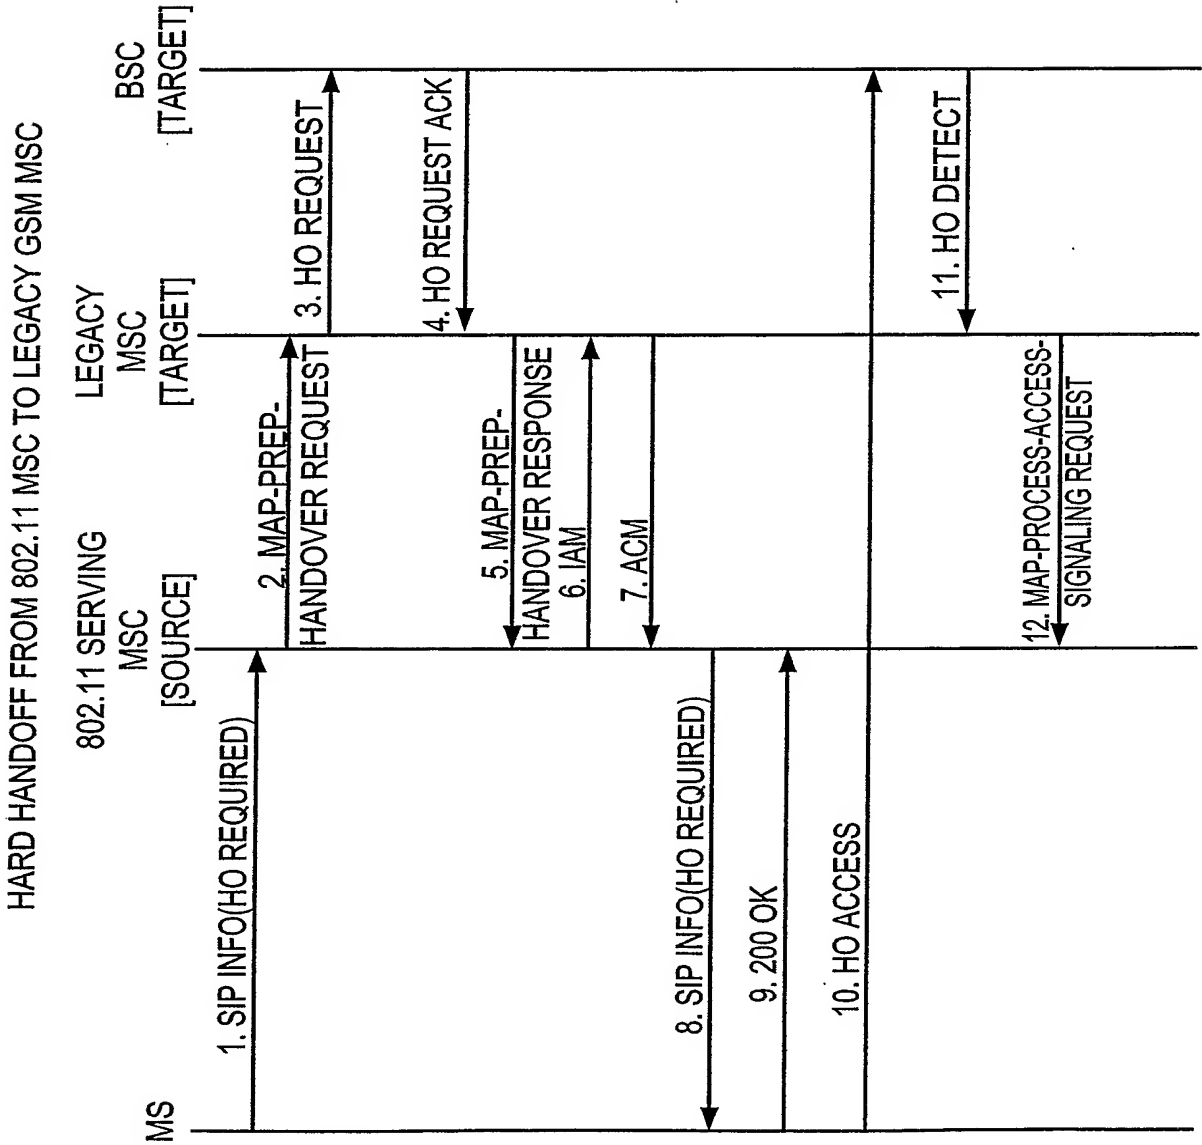 HARD HANDOFF FROM 802.11 MSC TO LEGACY GSM MSC
MS
802.11 SERVING
MSC
[SOURCE]
LEGACY
MSC
[TARGET]
BSC
[TARGET]
1. SIP INFO(HO REQUIRED)
2. MAP-PREP-
HANDOVER REQUEST
3. HO REQUEST
4. HO REQUEST ACK
5. MAP-PREP-
HANDOVER RESPONSE
6. IAM
7. ACM
8. SIP INFO(HO REQUIRED)
9. 200 OK
10. HO ACCESS
11. HO DETECT
12. MAP-PROCESS-ACCESS-
SIGNALING REQUEST